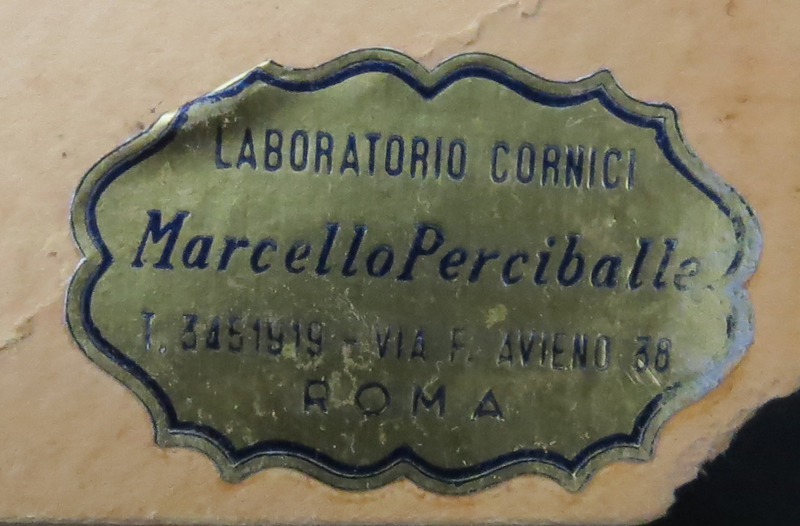 LABORATORIO CORNICI
Marcello Perciballe
T. 3451919 - VIA F. AVIENO 38
ROMA